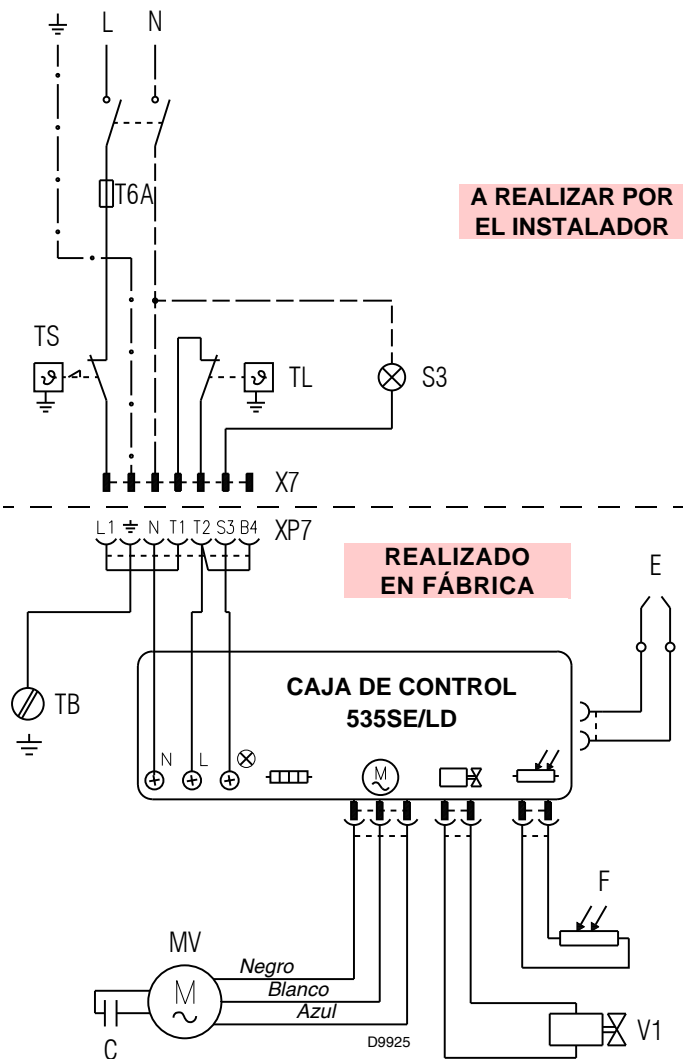 L N
T6A
A REALIZAR POR
EL INSTALADOR
TS
TL
S3
X7
L1 N T1 T2 S3 B4 XP7
REALIZADO
EN FÁBRICA
E
TB
CAJA DE CONTROL
535SE/LD
N L
M
F
MV
Negro
M
Blanco
Azul
C
D9925
V1